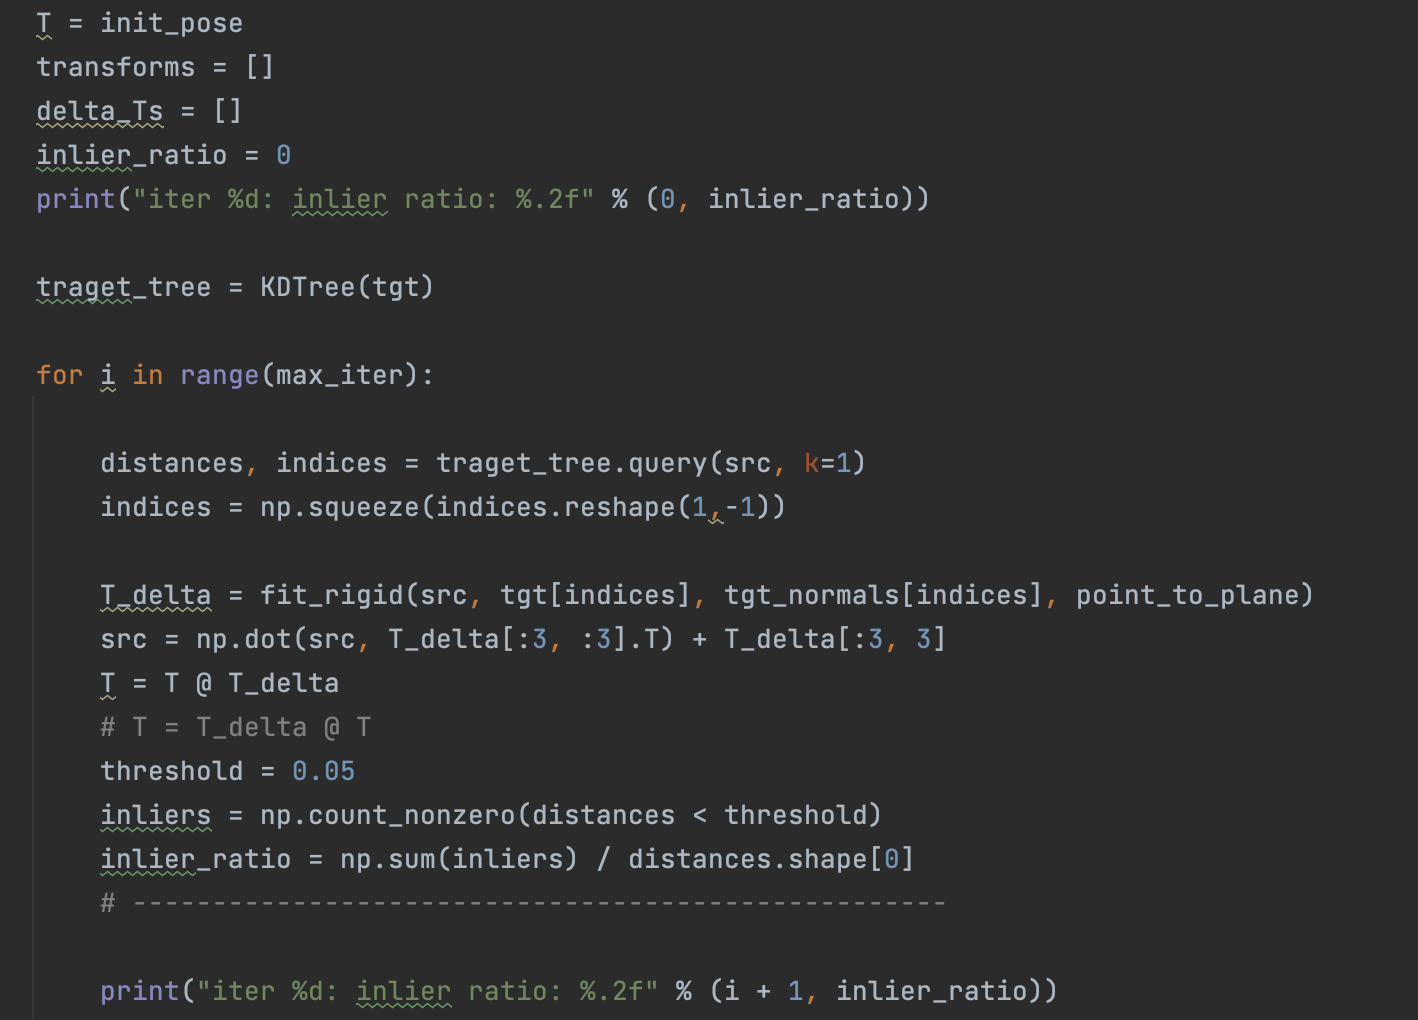 T = init_pose
transforms = []
delta_Ts = []
inlier_ratio = 0
print("iter %d: inlier ratio: %.2f" % (0, inlier_ratio))
traget_tree = KDTree(tgt)
for i in range(max_iter):
distances, indices = traget_tree.query(src, k=1)
indices = np.squeeze(indices.reshape(1,-1))
T_delta = fit_rigid(src, tgt[indices], tgt_normals[indices], point_to_plane)
src = np.dot(src, T_delta[:3, :3].T) + T_delta[:3, 3]
T = T @ T_delta
# T = T_delta @ T
threshold = 0.05
inliers = np.count_nonzero(distances < threshold)
inlier_ratio = np.sum(inliers) / distances.shape[0]
# ---------------------------------------------------
print("iter %d: inlier ratio: %.2f" % (i + 1, inlier_ratio))